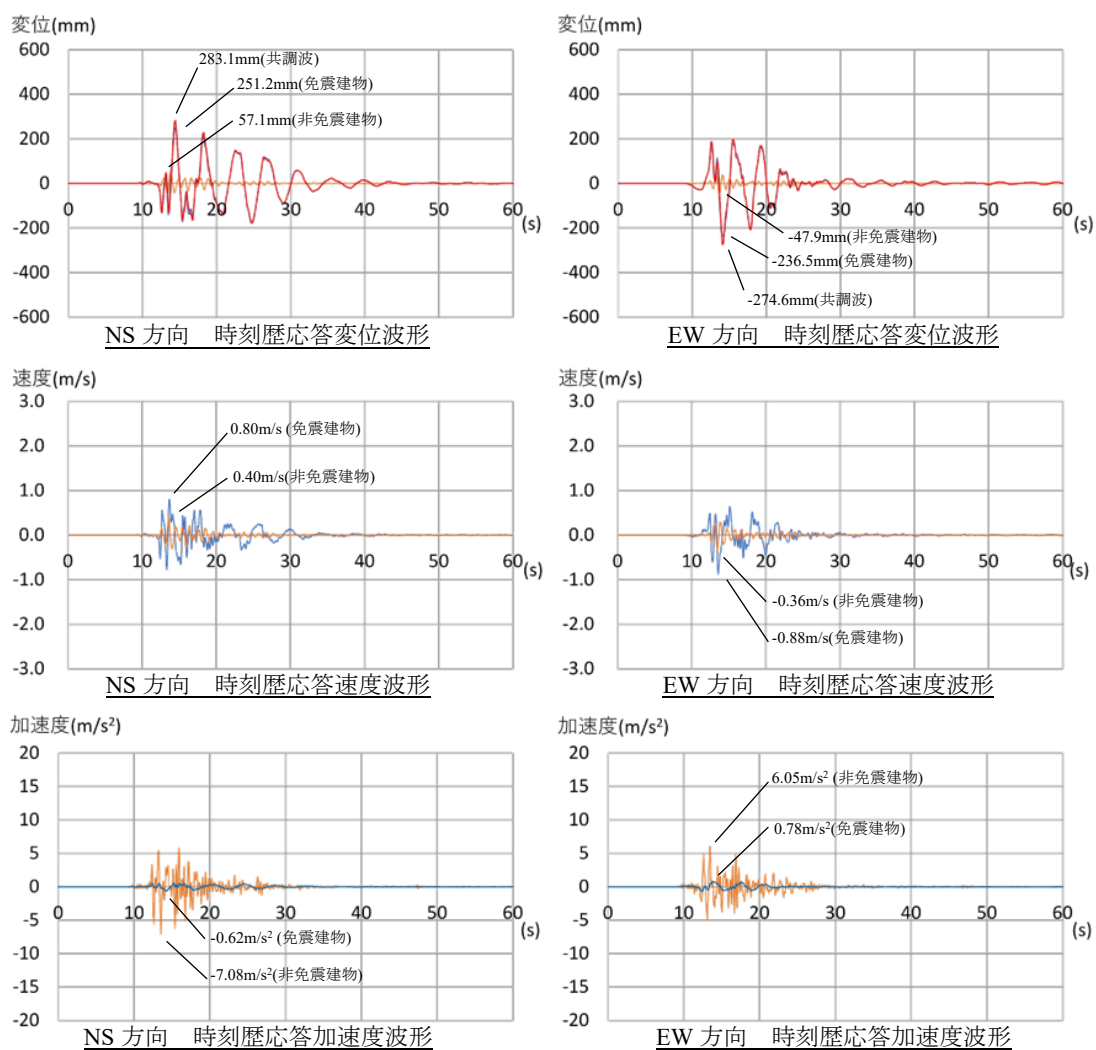 変位(mm)
600
400
200
0
-200
-400
-600
0 10 20 30 40 50 60
(s)
283.1mm(共調波)
251.2mm(免震建物)
57.1mm(非免震建物)
NS 方向　時刻歴応答変位波形
変位(mm)
600
400
200
0
-200
-400
-600
0 10 20 30 40 50 60
(s)
-47.9mm(非免震建物)
-236.5mm(免震建物)
-274.6mm(共調波)
EW 方向　時刻歴応答変位波形
速度(m/s)
3.0
2.0
1.0
0.0
-1.0
-2.0
-3.0
0 10 20 30 40 50 60
(s)
0.80m/s (免震建物)
0.40m/s(非免震建物)
NS 方向　時刻歴応答速度波形
速度(m/s)
3.0
2.0
1.0
0.0
-1.0
-2.0
-3.0
0 10 20 30 40 50 60
(s)
-0.36m/s (非免震建物)
-0.88m/s(免震建物)
EW 方向　時刻歴応答速度波形
加速度(m/s²)
20
15
10
5
0
-5
-10
-15
-20
0 10 20 30 40 50 60
(s)
-0.62m/s² (免震建物)
-7.08m/s²(非免震建物)
NS 方向　時刻歴応答加速度波形
加速度(m/s²)
20
15
10
5
0
-5
-10
-15
-20
0 10 20 30 40 50 60
(s)
6.05m/s² (非免震建物)
0.78m/s²(免震建物)
EW 方向　時刻歴応答加速度波形